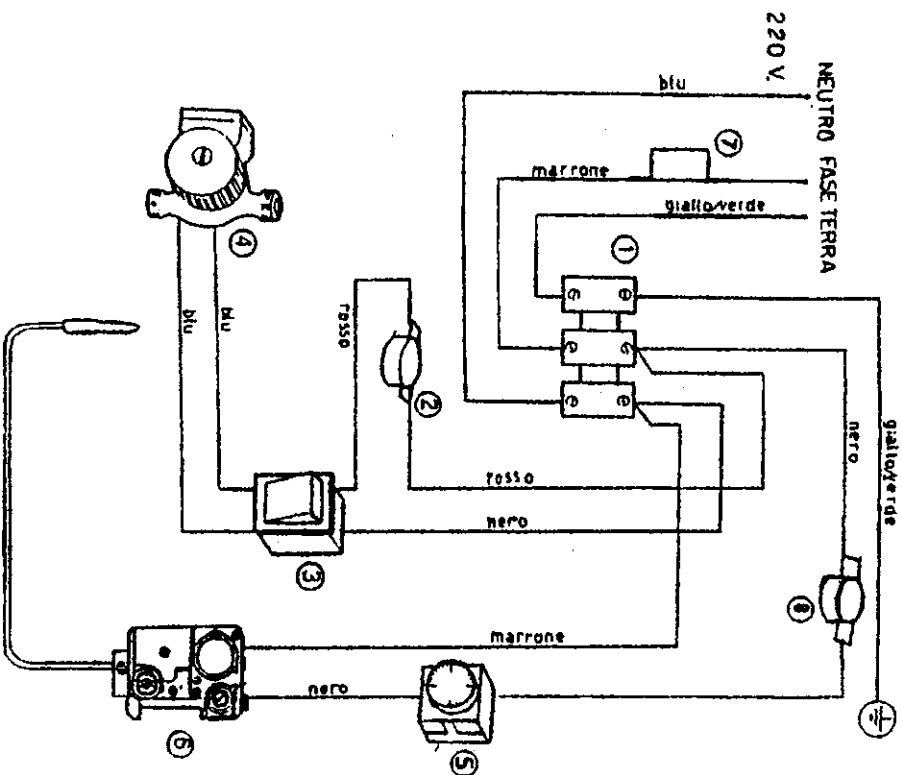 220 V.
NEUTRO FASE TERRA
blu
marrone
giallo/verde
7
1
4
blu
blu
rosso
2
rosso
nero
3
giallo/verde
nero
8
marrone
nero
6
5